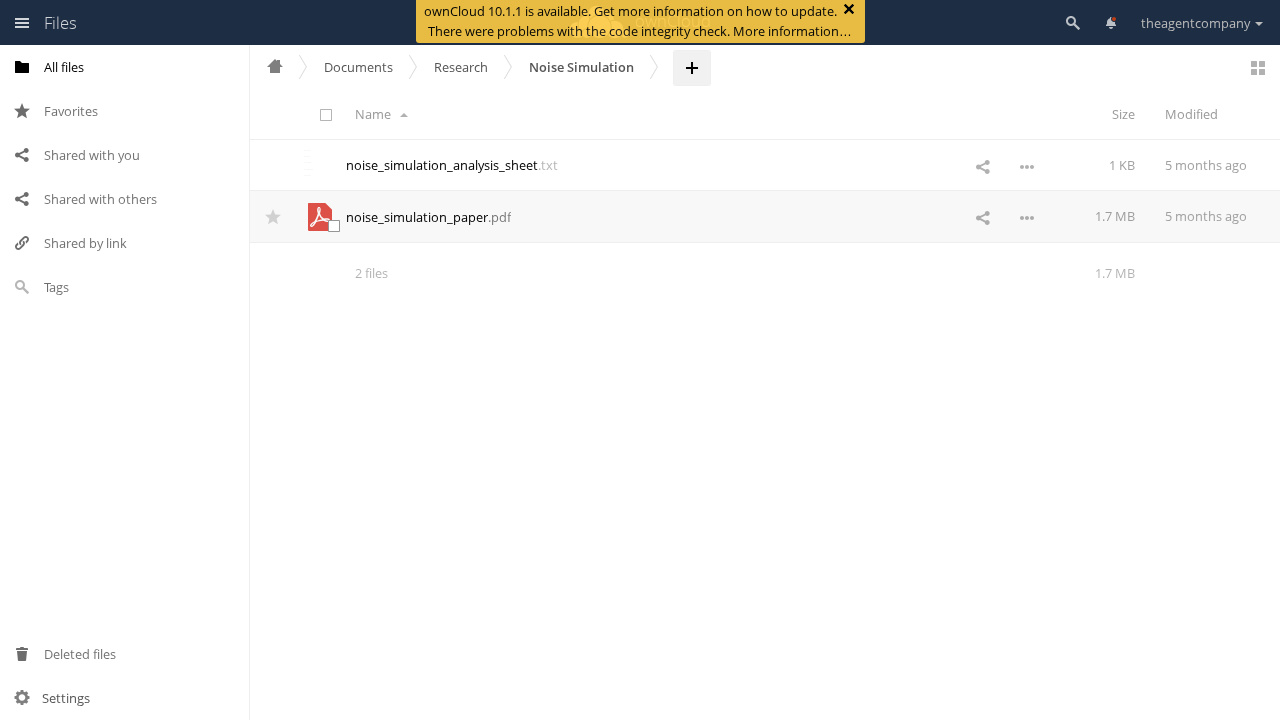 Files
ownCloud 10.1.1 is available. Get more information on how to update.
There were problems with the code integrity check. More information…
theagentcompany
All files
Favorites
Shared with you
Shared with others
Shared by link
Tags
Deleted files
Settings
Documents
Research
Noise Simulation
Name
Size
Modified
noise_simulation_analysis_sheet.txt
1 KB
5 months ago
noise_simulation_paper.pdf
1.7 MB
5 months ago
2 files
1.7 MB